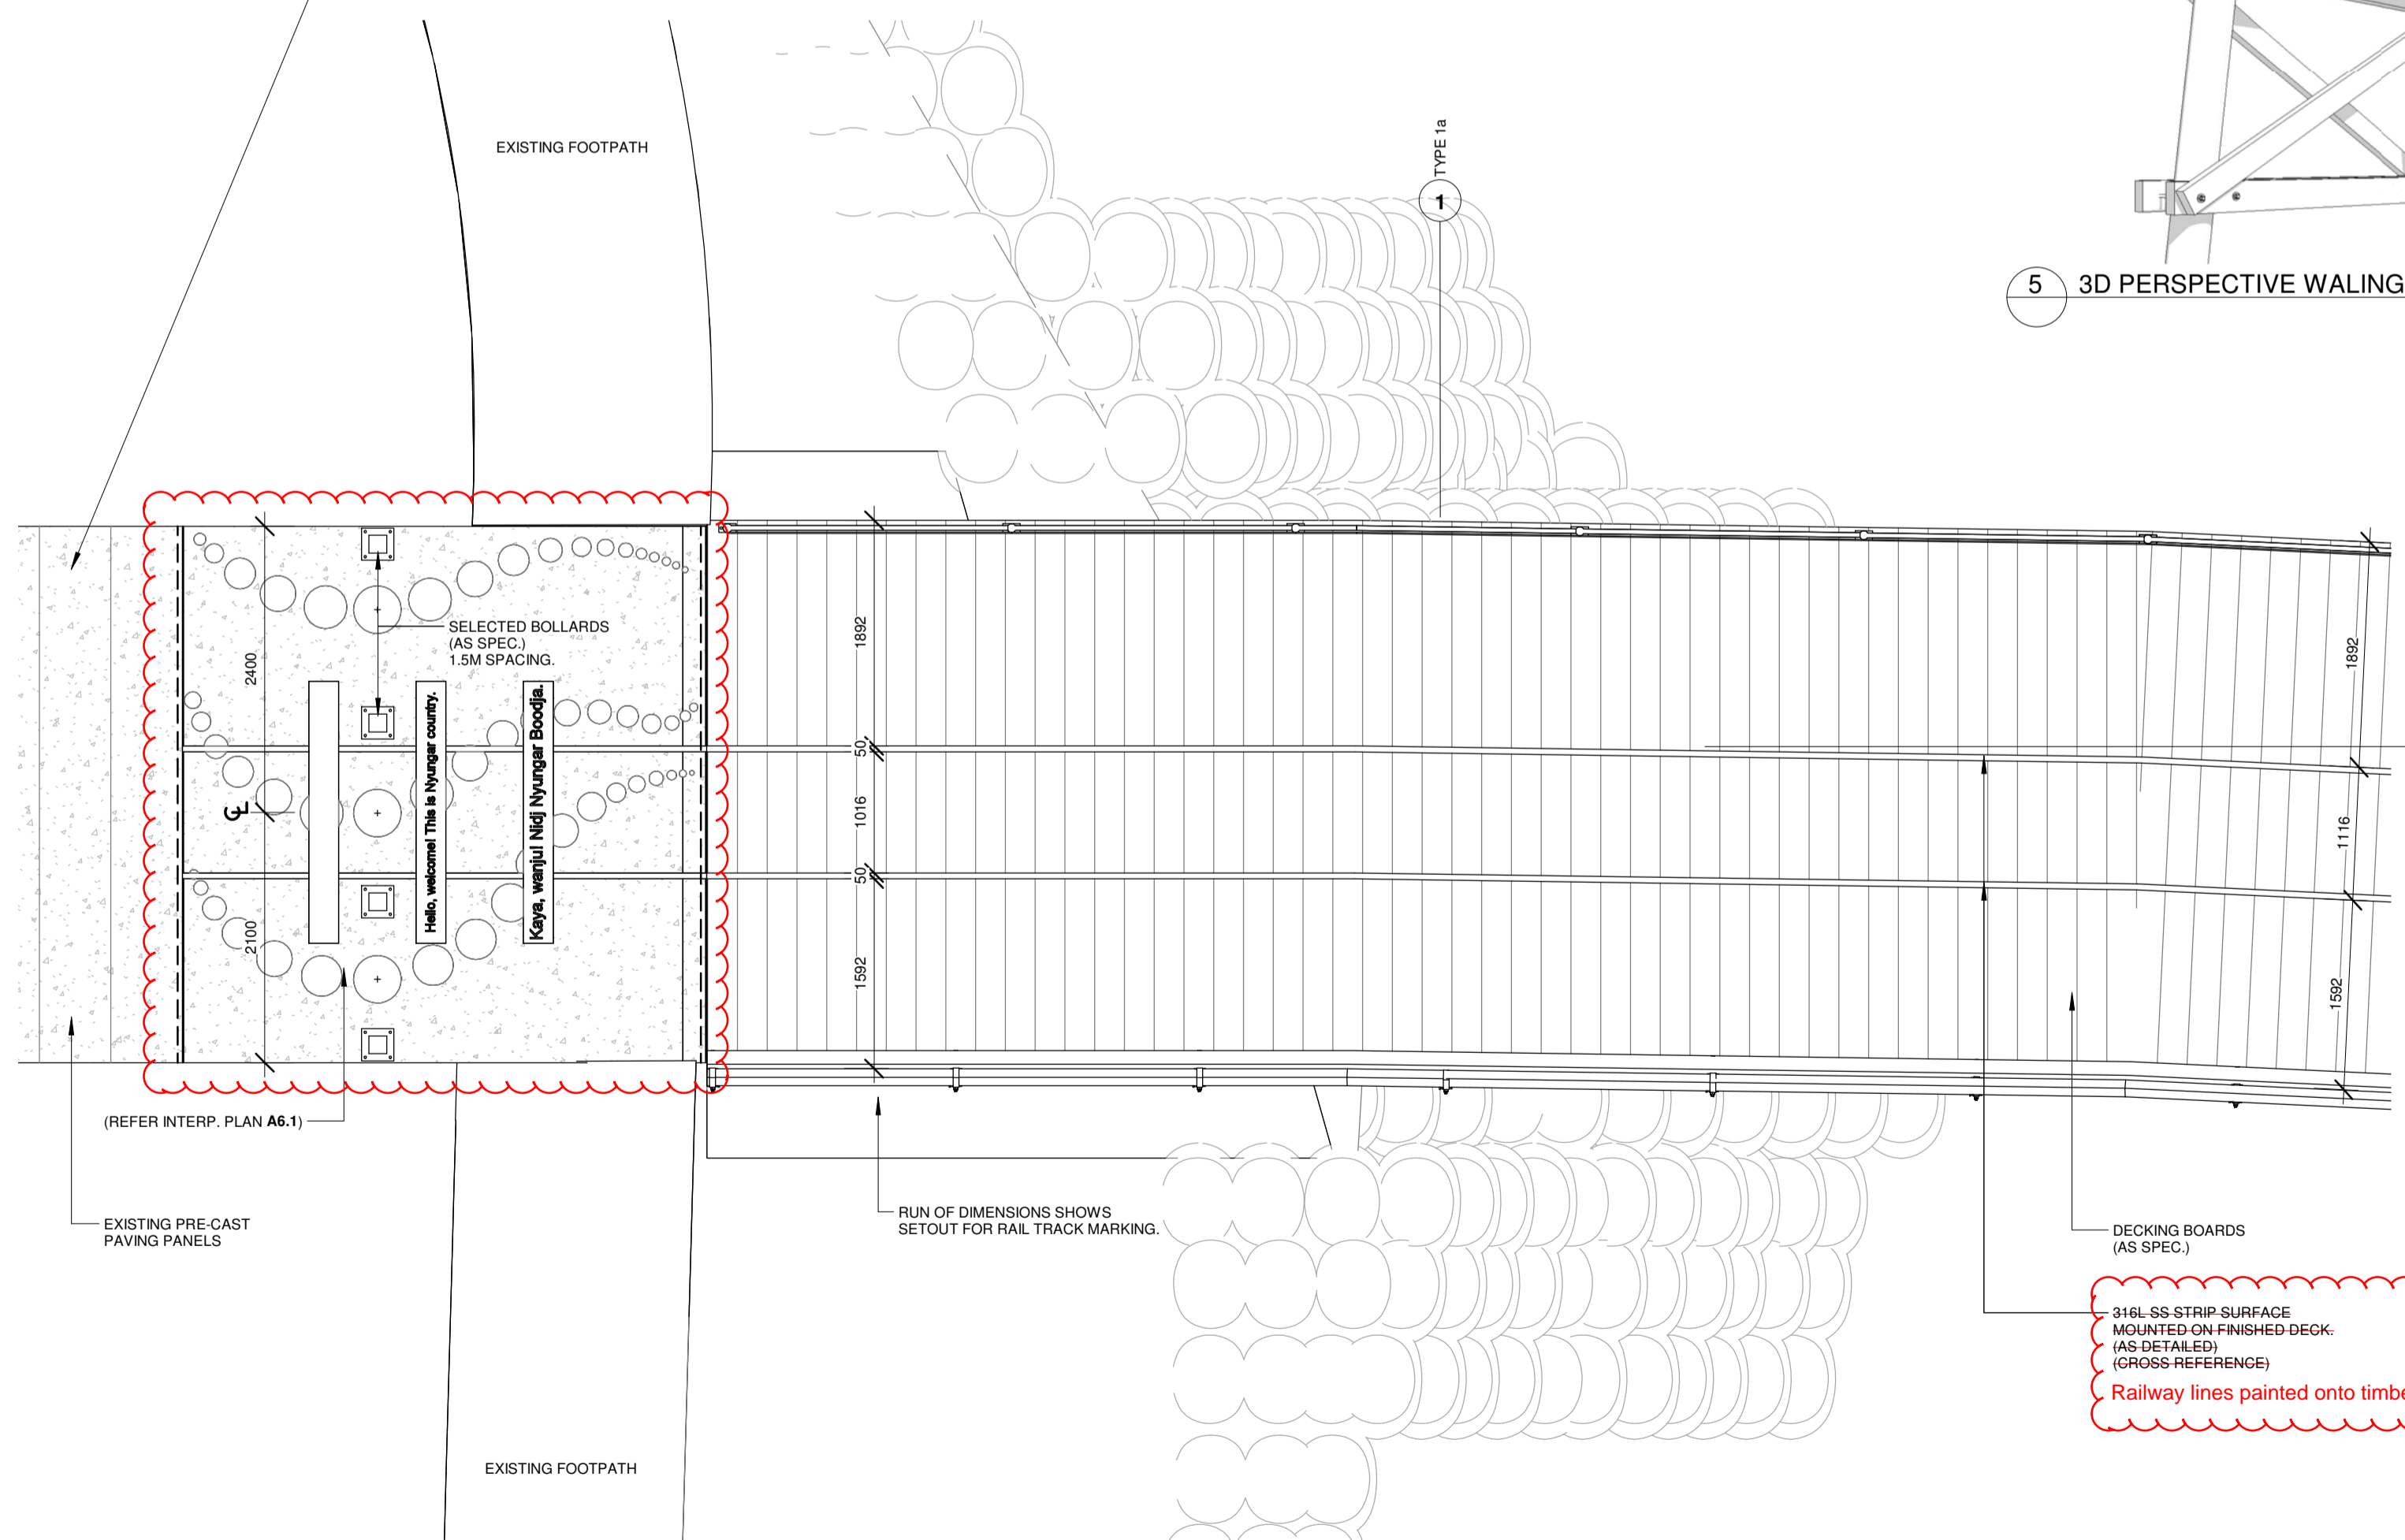 EXISTING FOOTPATH
TYPE 1a
1
5
3D PERSPECTIVE WALING
SELECTED BOLLARDS
(AS SPEC.)
1.5M SPACING.
2400
2100
CL
Hello, welcome! This is Nyungar country.
Kaya, wanju! Nidj Nyungar Boodja.
1892
50
1016
50
1592
1892
1116
1592
(REFER INTERP. PLAN A6.1)
EXISTING PRE-CAST
PAVING PANELS
RUN OF DIMENSIONS SHOWS
SETOUT FOR RAIL TRACK MARKING.
DECKING BOARDS
(AS SPEC.)
316L SS STRIP SURFACE
MOUNTED ON FINISHED DECK.
(AS DETAILED)
(CROSS REFERENCE)
Railway lines painted onto timbe
EXISTING FOOTPATH